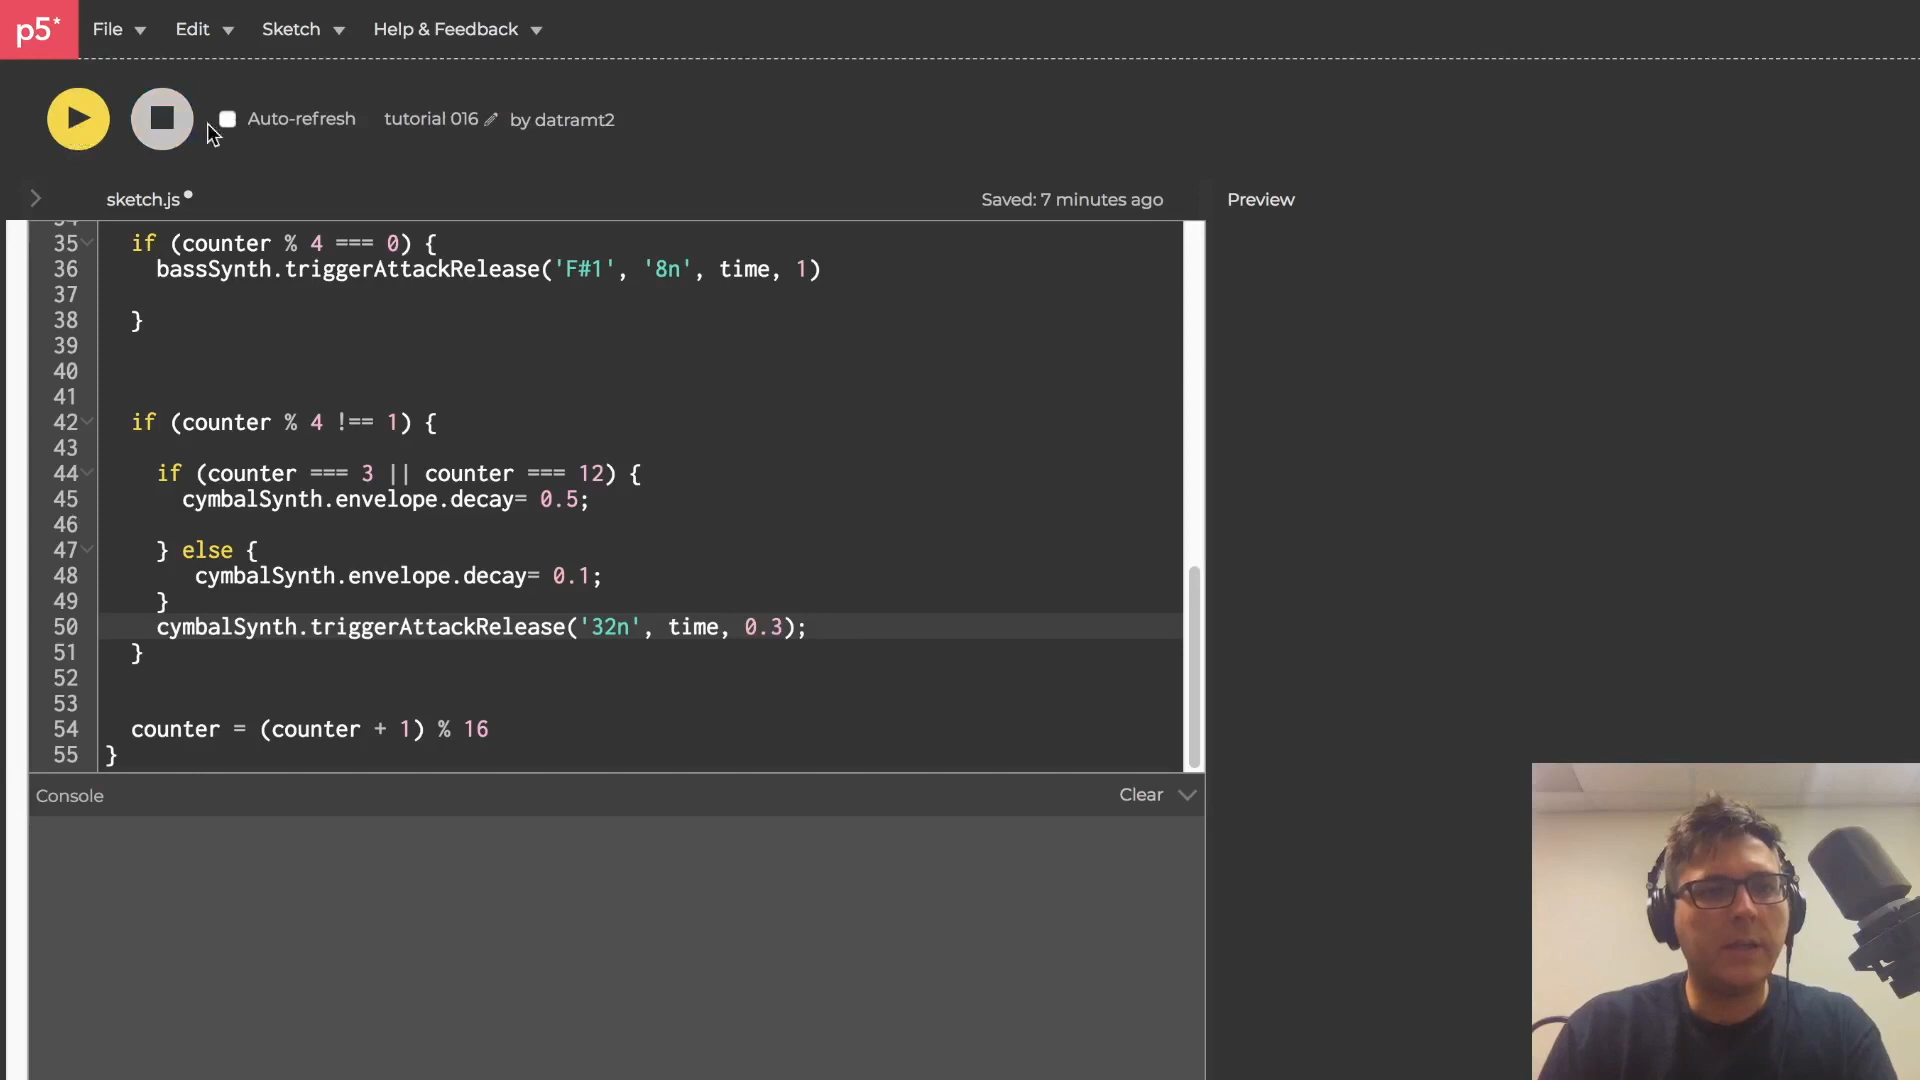 p5* File Edit Sketch Help & Feedback
Auto-refresh tutorial 016 by datramt2
sketch.js Saved: 7 minutes ago Preview
34
35 if (counter % 4 === 0) {
36 bassSynth.triggerAttackRelease('F#1', '8n', time, 1)
37
38 }
39
40
41
42 if (counter % 4 !== 1) {
43
44 if (counter === 3 || counter === 12) {
45 cymbalSynth.envelope.decay= 0.5;
46
47 } else {
48 cymbalSynth.envelope.decay= 0.1;
49 }
50 cymbalSynth.triggerAttackRelease('32n', time, 0.3);
51 }
52
53
54 counter = (counter + 1) % 16
55 }
Console Clear